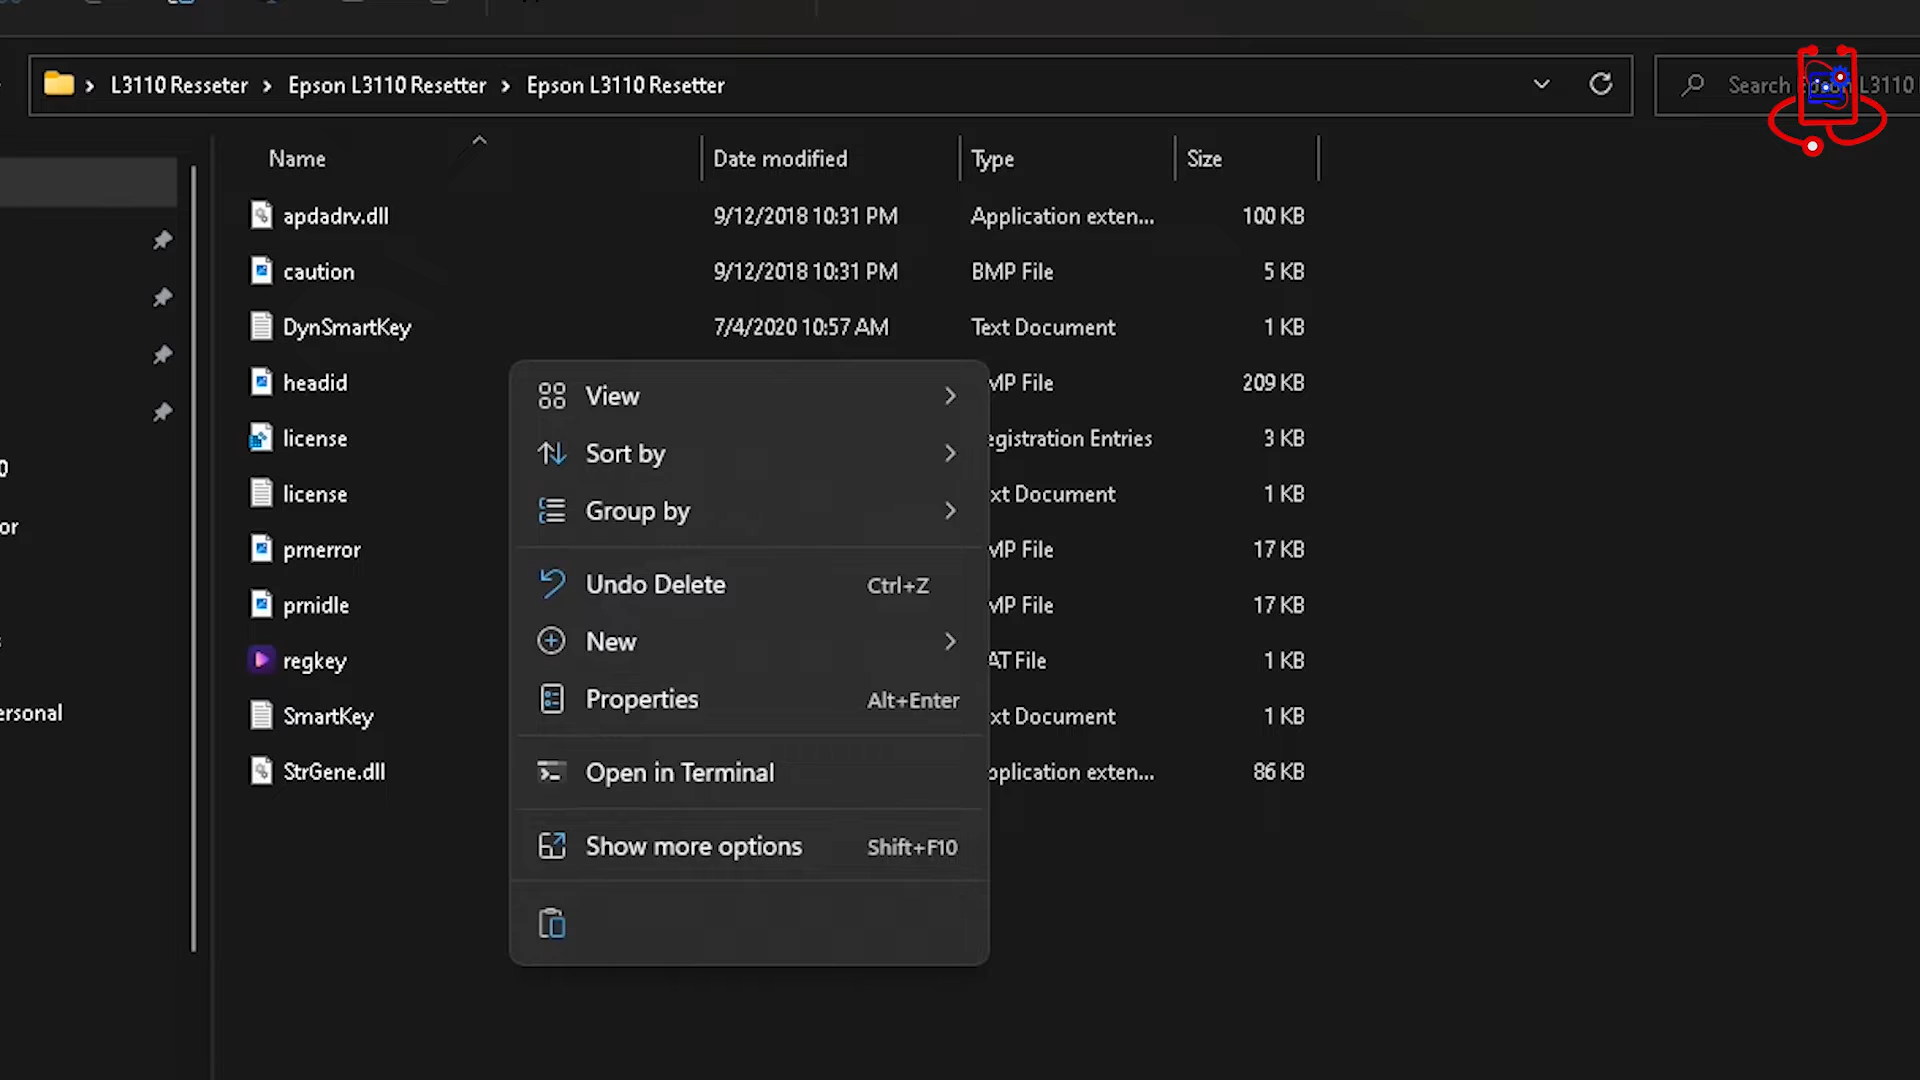 L3110 Resseter > Epson L3110 Resetter > Epson L3110 Resetter
Search Epson L3110
Name Date modified Type Size
apdadrv.dll 9/12/2018 10:31 PM Application exten... 100 KB
caution 9/12/2018 10:31 PM BMP File 5 KB
DynSmartKey 7/4/2020 10:57 AM Text Document 1 KB
headid MP File 209 KB
license egistration Entries 3 KB
license xt Document 1 KB
prnerror MP File 17 KB
prnidle MP File 17 KB
regkey AT File 1 KB
SmartKey xt Document 1 KB
StrGene.dll pplication exten... 86 KB
View
Sort by
Group by
Undo Delete Ctrl+Z
New
Properties Alt+Enter
Open in Terminal
Show more options Shift+F10
0
or
ersonal